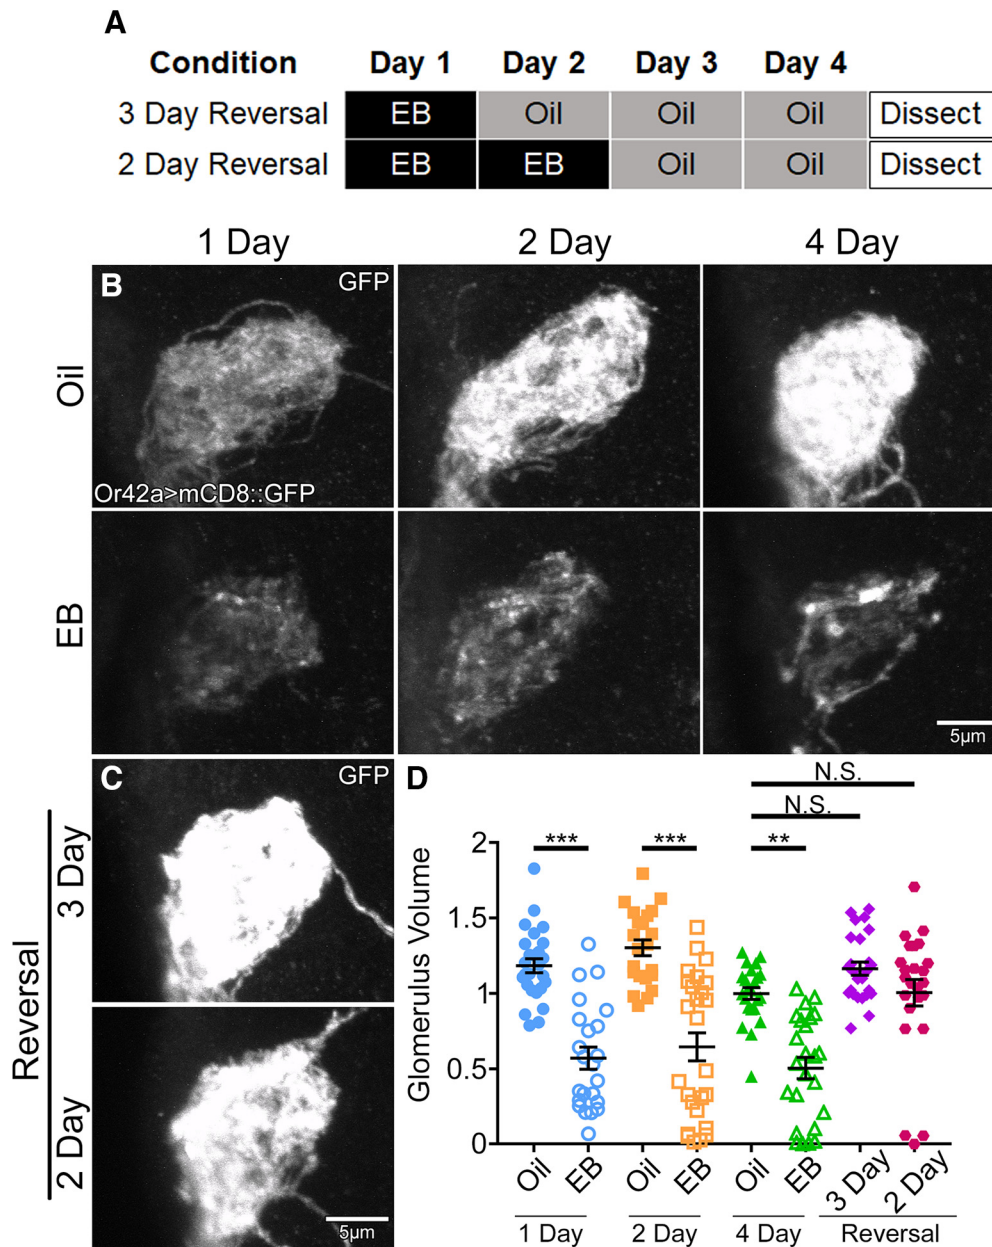 A
Condition Day 1 Day 2 Day 3 Day 4
3 Day Reversal EB Oil Oil Oil Dissect
2 Day Reversal EB EB Oil Oil Dissect
1 Day 2 Day 4 Day
B GFP
Oil
Or42a>mCD8::GFP
EB
5µm
C GFP
Reversal
3 Day
2 Day
5µm
D
N.S.
N.S.
*** *** **
Glomerulus Volume
2
1.5
1
0.5
0
Oil EB Oil EB Oil EB 3 Day 2 Day
1 Day 2 Day 4 Day Reversal